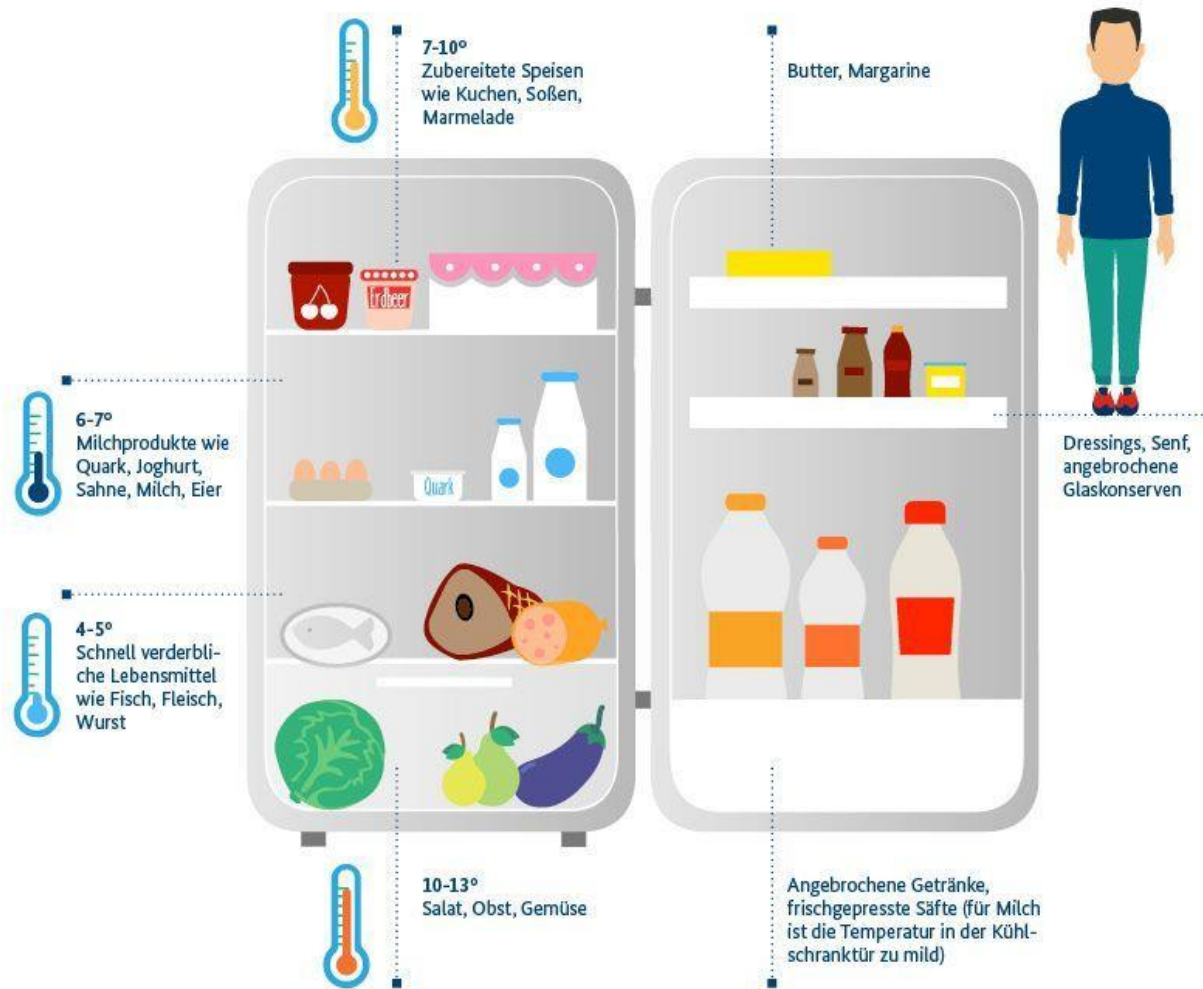 7-10°
Zubereitete Speisen
wie Kuchen, Soßen,
Marmelade
Butter, Margarine
Erdbeer
6-7°
Milchprodukte wie
Quark, Joghurt,
Sahne, Milch, Eier
Quark
Dressings, Senf,
angebrochene
Glaskonserven
4-5°
Schnell verderbli-
che Lebensmittel
wie Fisch, Fleisch,
Wurst
10-13°
Salat, Obst, Gemüse
Angebrochene Getränke,
frischgepresste Säfte (für Milch
ist die Temperatur in der Kühl-
schranktür zu mild)